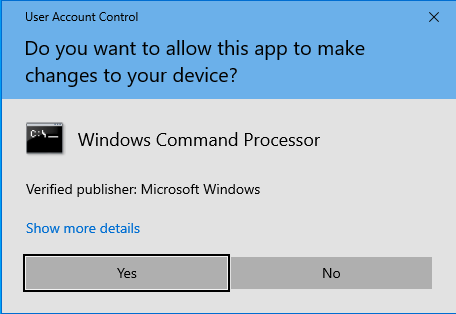 User Account Control
Do you want to allow this app to make
changes to your device?
C:\_
Windows Command Processor
Verified publisher: Microsoft Windows
Show more details
Yes
No